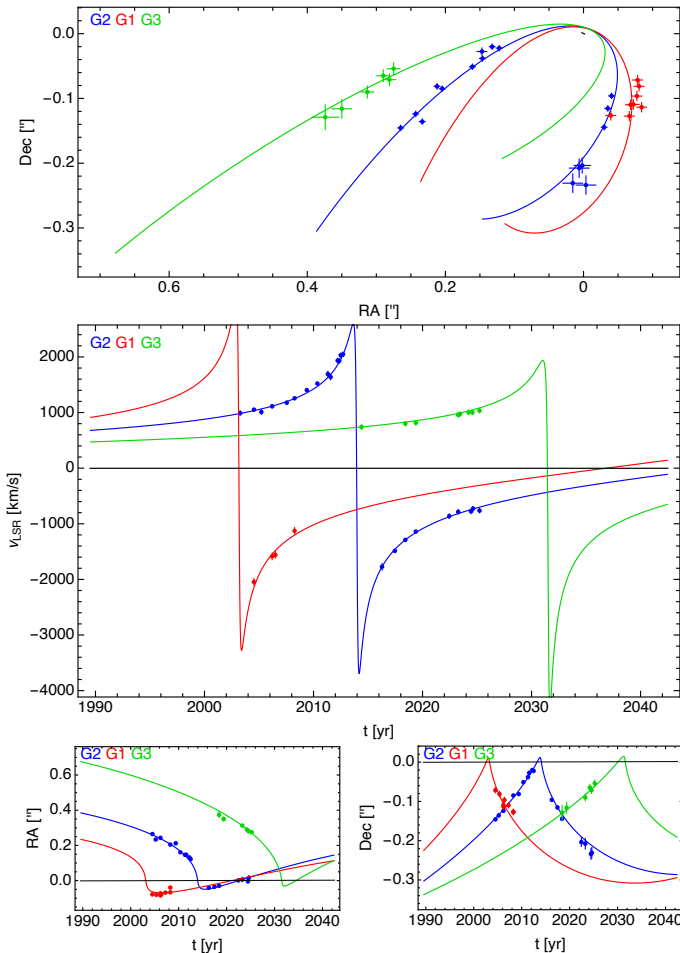 G2 G1 G3
0.0
-0.1
-0.2
-0.3
Dec ["]
0.6 0.4 0.2 0
RA ["]
G2 G1 G3
2000
1000
0
-1000
-2000
-3000
-4000
vLSR [km/s]
1990 2000 2010 2020 2030 2040
t [yr]
G2 G1 G3
0.6
0.4
0.2
0.0
RA ["]
1990 2000 2010 2020 2030 2040
t [yr]
G2 G1 G3
0.0
-0.1
-0.2
-0.3
Dec ["]
1990 2000 2010 2020 2030 2040
t [yr]